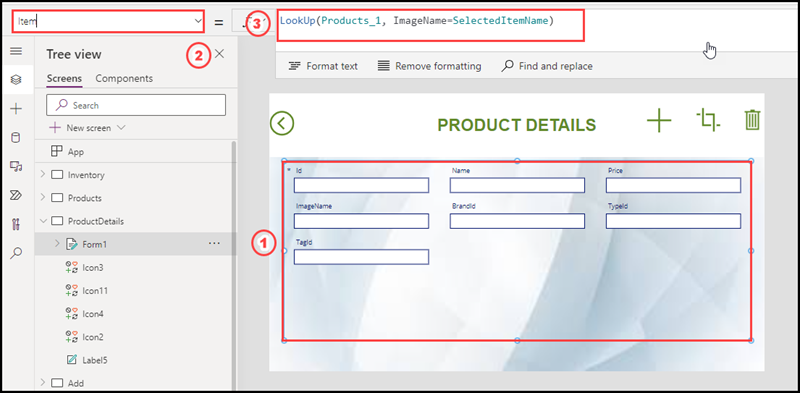 Item
=
3
LookUp(Products_1, ImageName=SelectedItemName)
Tree view
2
Format text
Remove formatting
Find and replace
Screens
Components
Search
New screen
App
Inventory
Products
ProductDetails
Form1
...
Icon3
Icon11
Icon4
Icon2
Label5
Add
PRODUCT DETAILS
* Id
Name
Price
ImageName
BrandId
TypeId
TagId
1